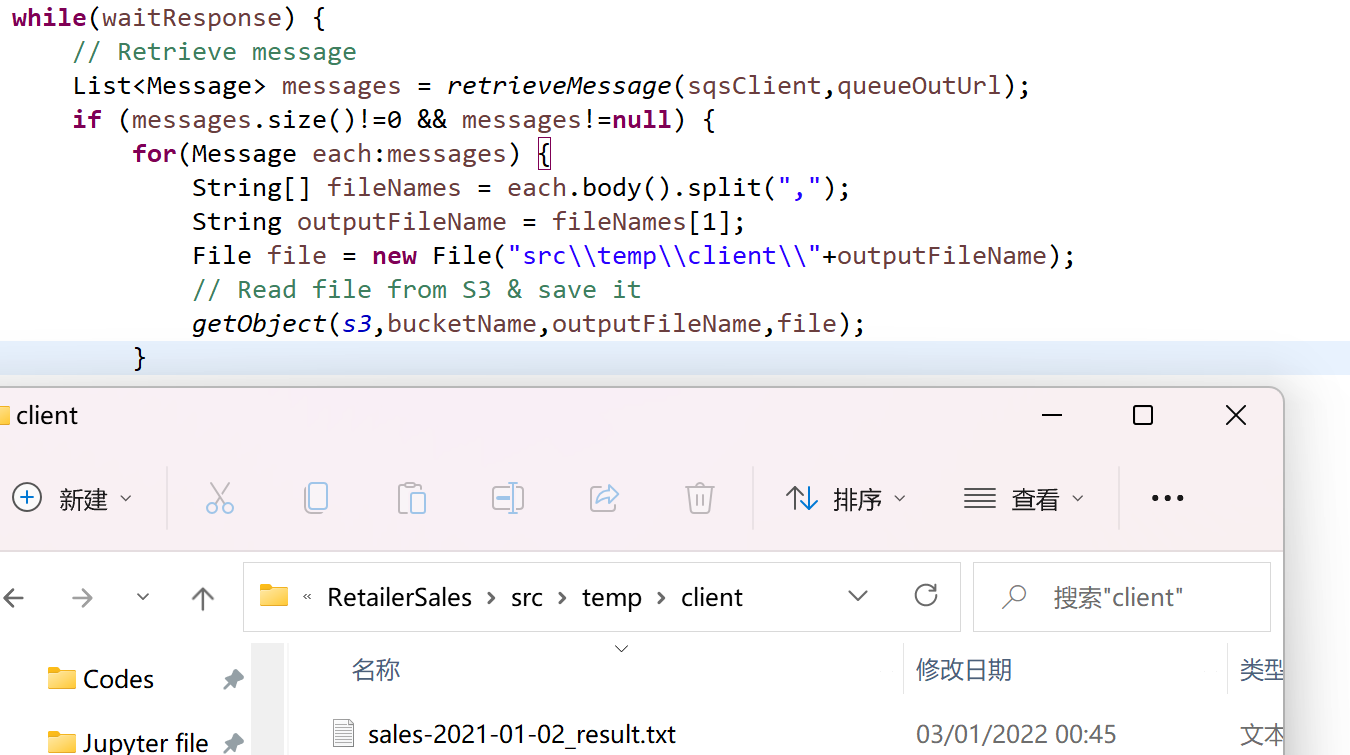 while(waitResponse) {
// Retrieve message
List<Message> messages = retrieveMessage(sqsClient,queueOutUrl);
if (messages.size()!=0 && messages!=null) {
for(Message each:messages) {
String[] fileNames = each.body().split(",");
String outputFileName = fileNames[1];
File file = new File("src\\temp\\client\\"+outputFileName);
// Read file from S3 & save it
getObject(s3,bucketName,outputFileName,file);
}
client
新建 排序 查看
« RetailerSales > src > temp > client 搜索"client"
名称 修改日期 类型
Codes
Jupyter file sales-2021-01-02_result.txt 03/01/2022 00:45 文本